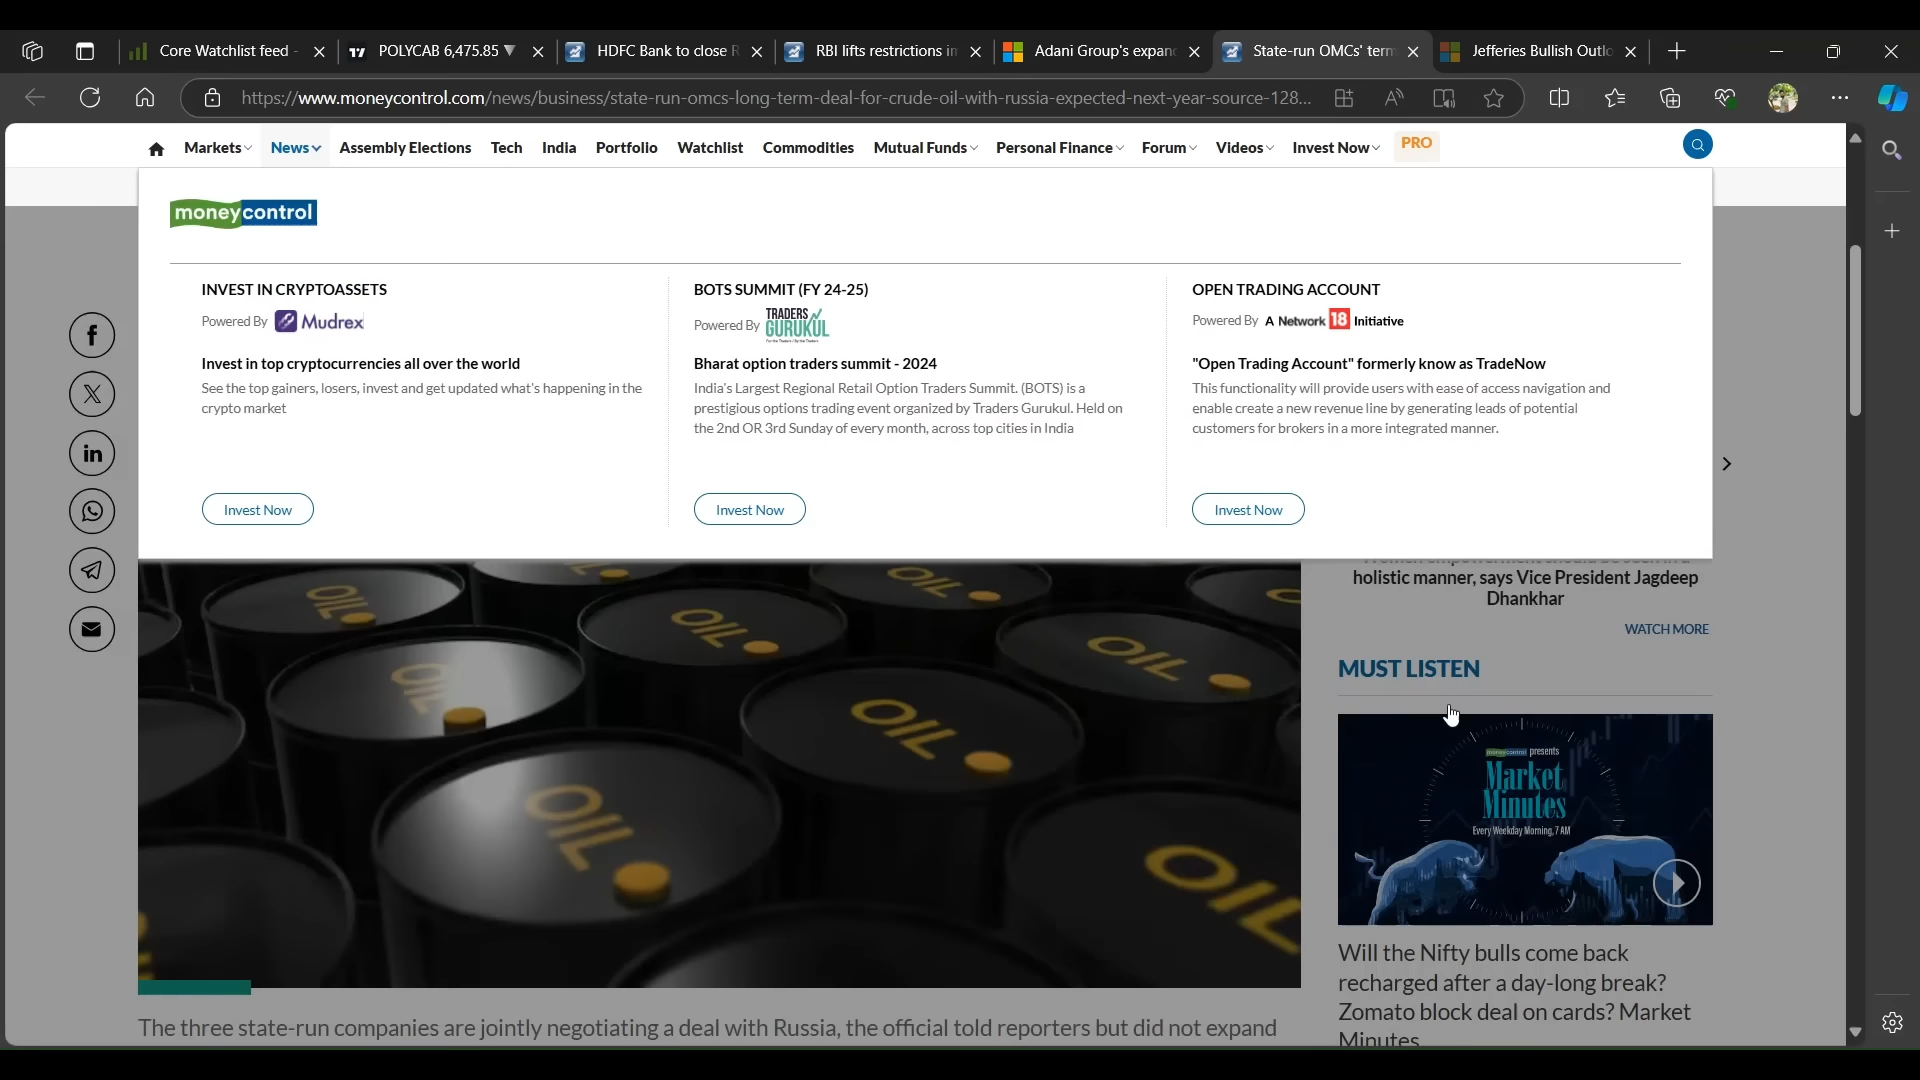 Core Watchlist feed -
POLYCAB 6,475.85 ▼
HDFC Bank to close R
RBI lifts restrictions in
Adani Group's expan
State-run OMCs' term
Jefferies Bullish Outlo
https://www.moneycontrol.com/news/business/state-run-omcs-long-term-deal-for-crude-oil-with-russia-expected-next-year-source-128...
Markets
News
Assembly Elections
Tech
India
Portfolio
Watchlist
Commodities
Mutual Funds
Personal Finance
Forum
Videos
Invest Now
PRO
moneycontrol
INVEST IN CRYPTOASSETS
Powered By Mudrex
Invest in top cryptocurrencies all over the world
See the top gainers, losers, invest and get updated what's happening in the
crypto market
Invest Now
BOTS SUMMIT (FY 24-25)
Powered By TRADERS GURUKUL
Bharat option traders summit - 2024
India's Largest Regional Retail Option Traders Summit. (BOTS) is a
prestigious options trading event organized by Traders Gurukul. Held on
the 2nd OR 3rd Sunday of every month, across top cities in India
Invest Now
OPEN TRADING ACCOUNT
Powered By A Network 18 Initiative
"Open Trading Account" formerly know as TradeNow
This functionality will provide users with ease of access navigation and
enable create a new revenue line by generating leads of potential
customers for brokers in a more integrated manner.
Invest Now
holistic manner, says Vice President Jagdeep
Dhankhar
WATCH MORE
MUST LISTEN
moneycontrol presents
Market
Minutes
Every Weekday Morning, 7 AM
Will the Nifty bulls come back
recharged after a day-long break?
Zomato block deal on cards? Market
Minutes
OIL
OIL
OIL
OIL
OIL
OIL
OIL
OIL
The three state-run companies are jointly negotiating a deal with Russia, the official told reporters but did not expand